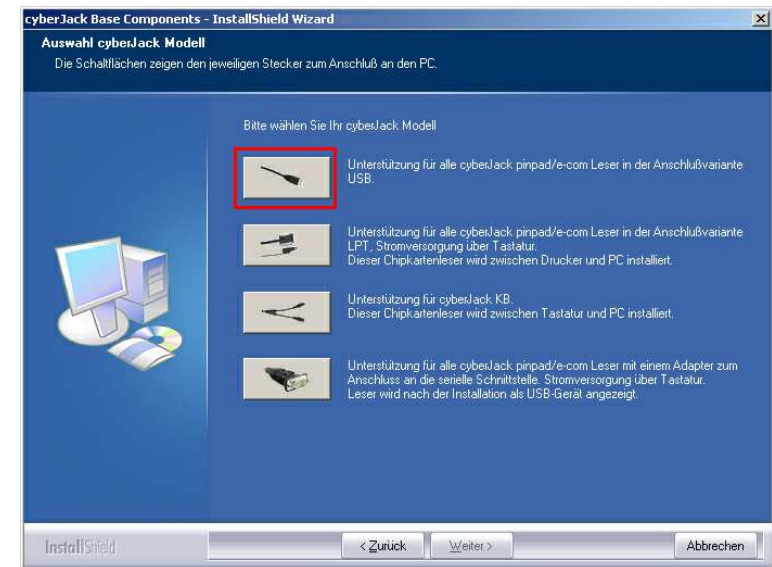 cyberJack Base Components - InstallShield Wizard
Auswahl cyberJack Modell
Die Schaltflächen zeigen den jeweiligen Stecker zum Anschluß an den PC.
Bitte wählen Sie Ihr cyberJack Modell
Unterstützung für alle cyberJack pinpad/e-com Leser in der Anschlußvariante
USB.
Unterstützung für alle cyberJack pinpad/e-com Leser in der Anschlußvariante
LPT, Stromversorgung über Tastatur.
Dieser Chipkartenleser wird zwischen Drucker und PC installiert.
Unterstützung für cyberJack KB.
Dieser Chipkartenleser wird zwischen Tastatur und PC installiert.
Unterstützung für alle cyberJack pinpad/e-com Leser mit einem Adapter zum
Anschluss an die serielle Schnittstelle. Stromversorgung über Tastatur.
Leser wird nach der Installation als USB-Gerät angezeigt.
InstallShield
< Zurück
Weiter >
Abbrechen